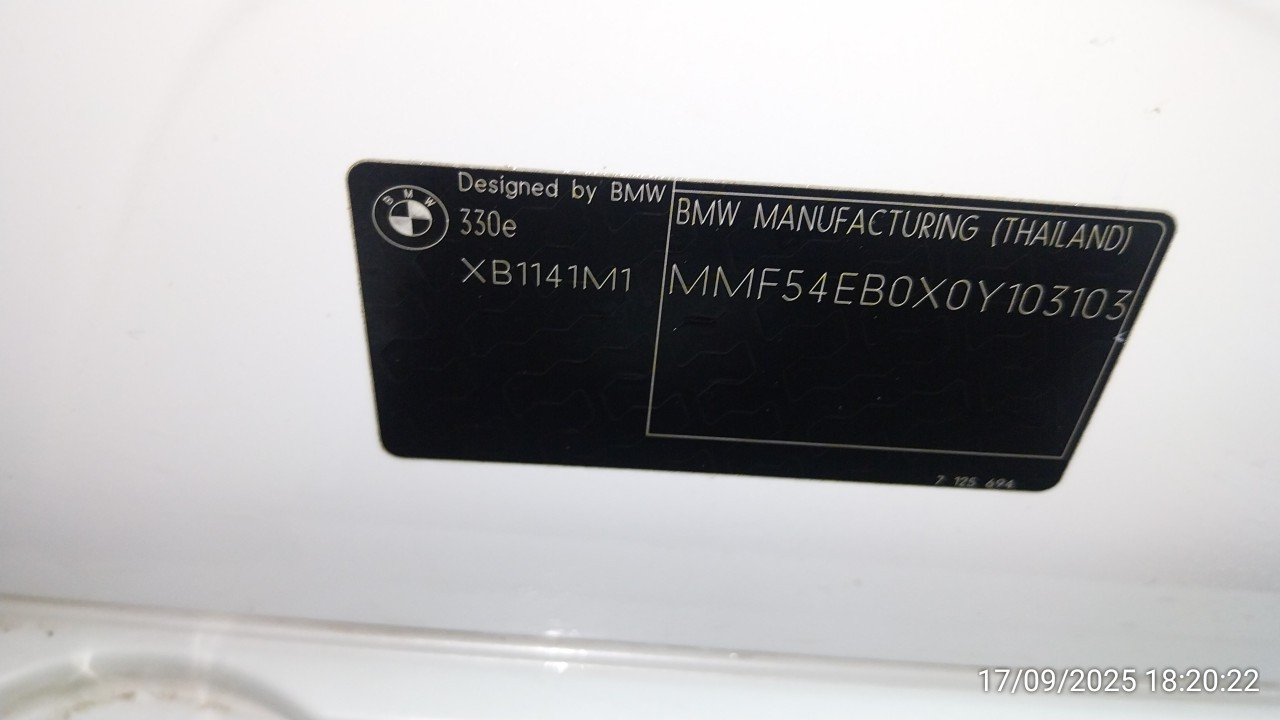 BMW
Designed by BMW
330e
XB1141M1
BMW MANUFACTURING (THAILAND)
MMF54EB0X0Y103103
7 125 694
17/09/2025 18:20:22